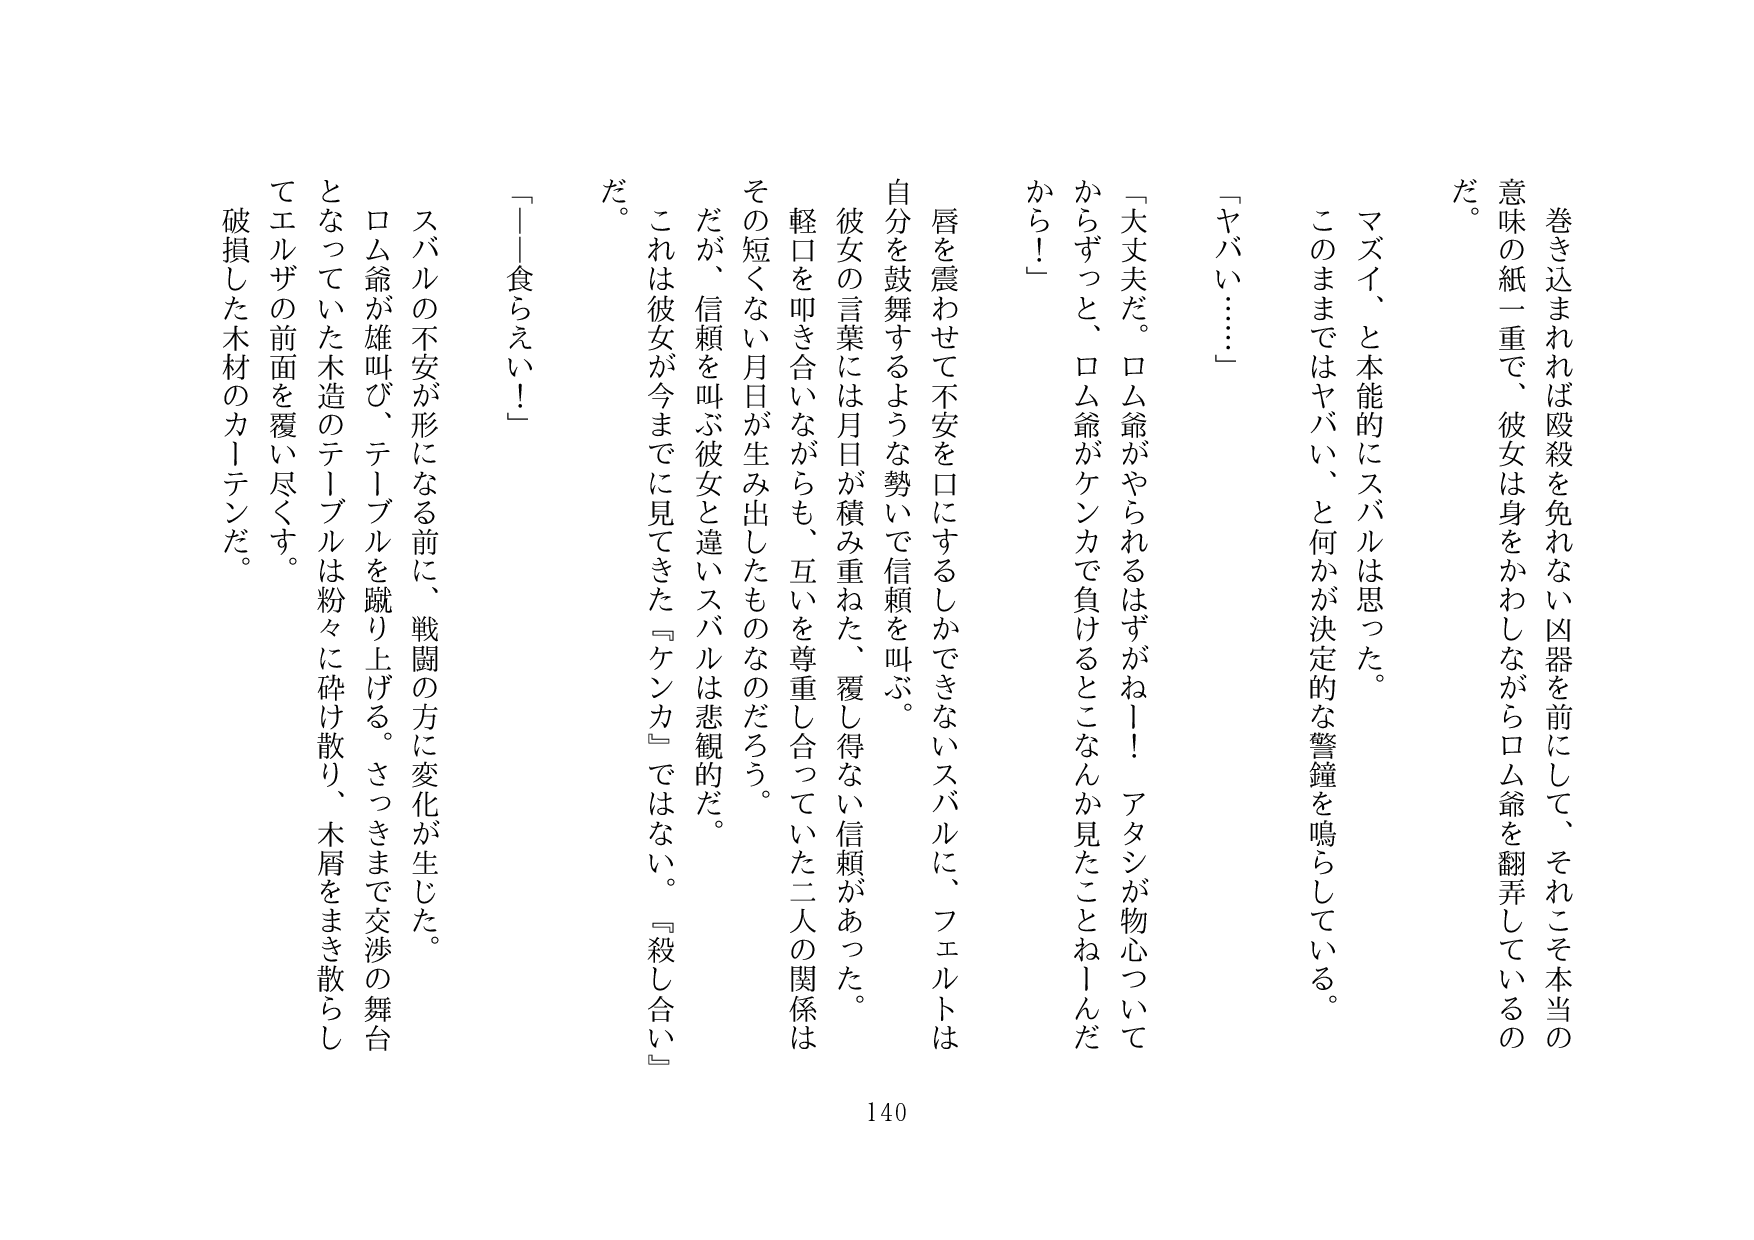 巻き込まれれば殴殺を免れない凶器を前にして、それこそ本当の
意味の紙一重で、彼女は身をかわしながらロム爺を翻弄しているの
だ。
　マズイ、と本能的にスバルは思った。
　このままではヤバい、と何かが決定的な警鐘を鳴らしている。
「ヤバい……」
「大丈夫だ。ロム爺がやられるはずがねー！　アタシが物心ついて
からずっと、ロム爺がケンカで負けるとこなんか見たことねーんだ
から！」
　唇を震わせて不安を口にするしかできないスバルに、フェルトは
自分を鼓舞するような勢いで信頼を叫ぶ。
　彼女の言葉には月日が積み重ねた、覆し得ない信頼があった。
　軽口を叩き合いながらも、互いを尊重し合っていた二人の関係は
その短くない月日が生み出したものなのだろう。
　だが、信頼を叫ぶ彼女と違いスバルは悲観的だ。
　これは彼女が今までに見てきた『ケンカ』ではない。『殺し合い』
だ。
「――食らえい！」
　スバルの不安が形になる前に、戦闘の方に変化が生じた。
　ロム爺が雄叫び、テーブルを蹴り上げる。さっきまで交渉の舞台
となっていた木造のテーブルは粉々に砕け散り、木屑をまき散らし
てエルザの前面を覆い尽くす。
　破損した木材のカーテンだ。
140